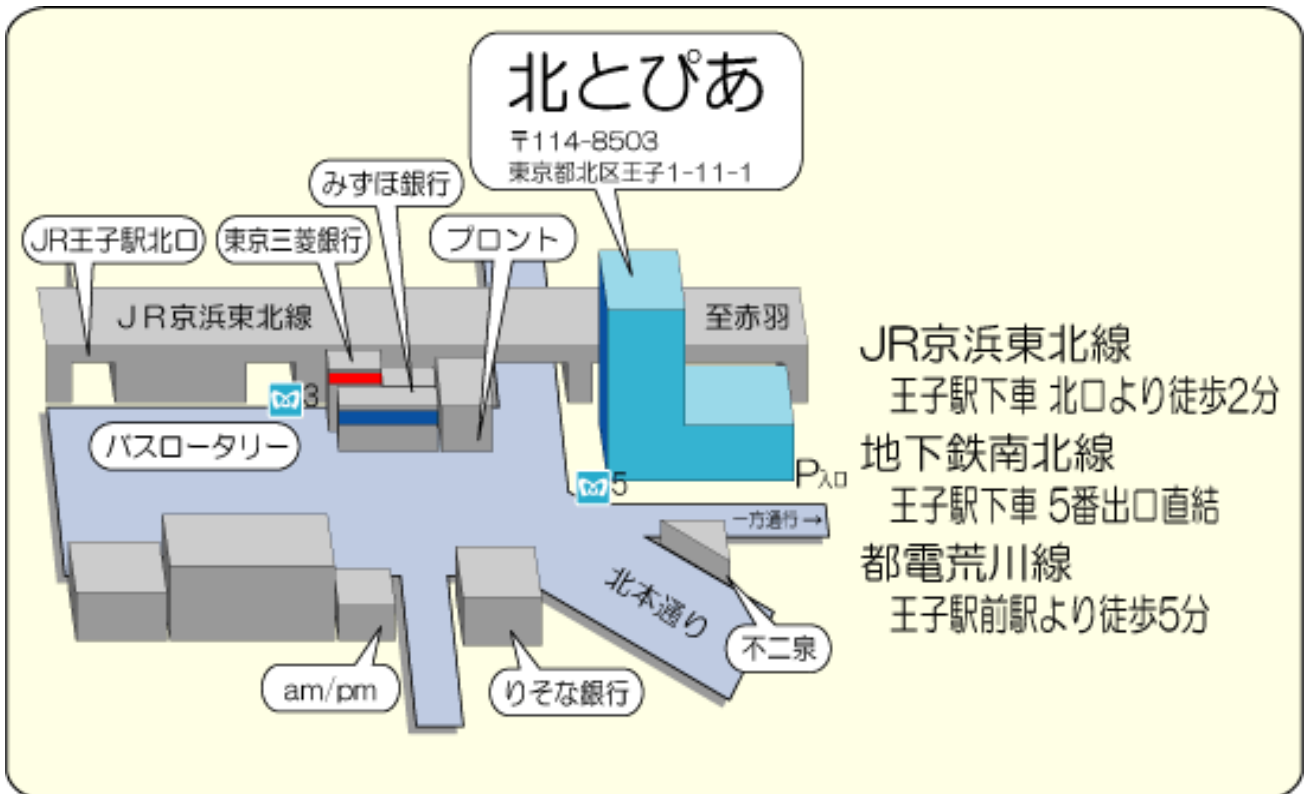 北とぴあ
〒114-8503
東京都北区王子1-11-1
みずほ銀行
JR王子駅北口
東京三菱銀行
プロント
JR京浜東北線
至赤羽
3
バスロータリー
5
P入口
一方通行→
北本通り
不二泉
am/pm
りそな銀行
JR京浜東北線
王子駅下車 北口より徒歩2分
地下鉄南北線
王子駅下車 5番出口直結
都電荒川線
王子駅前駅より徒歩5分